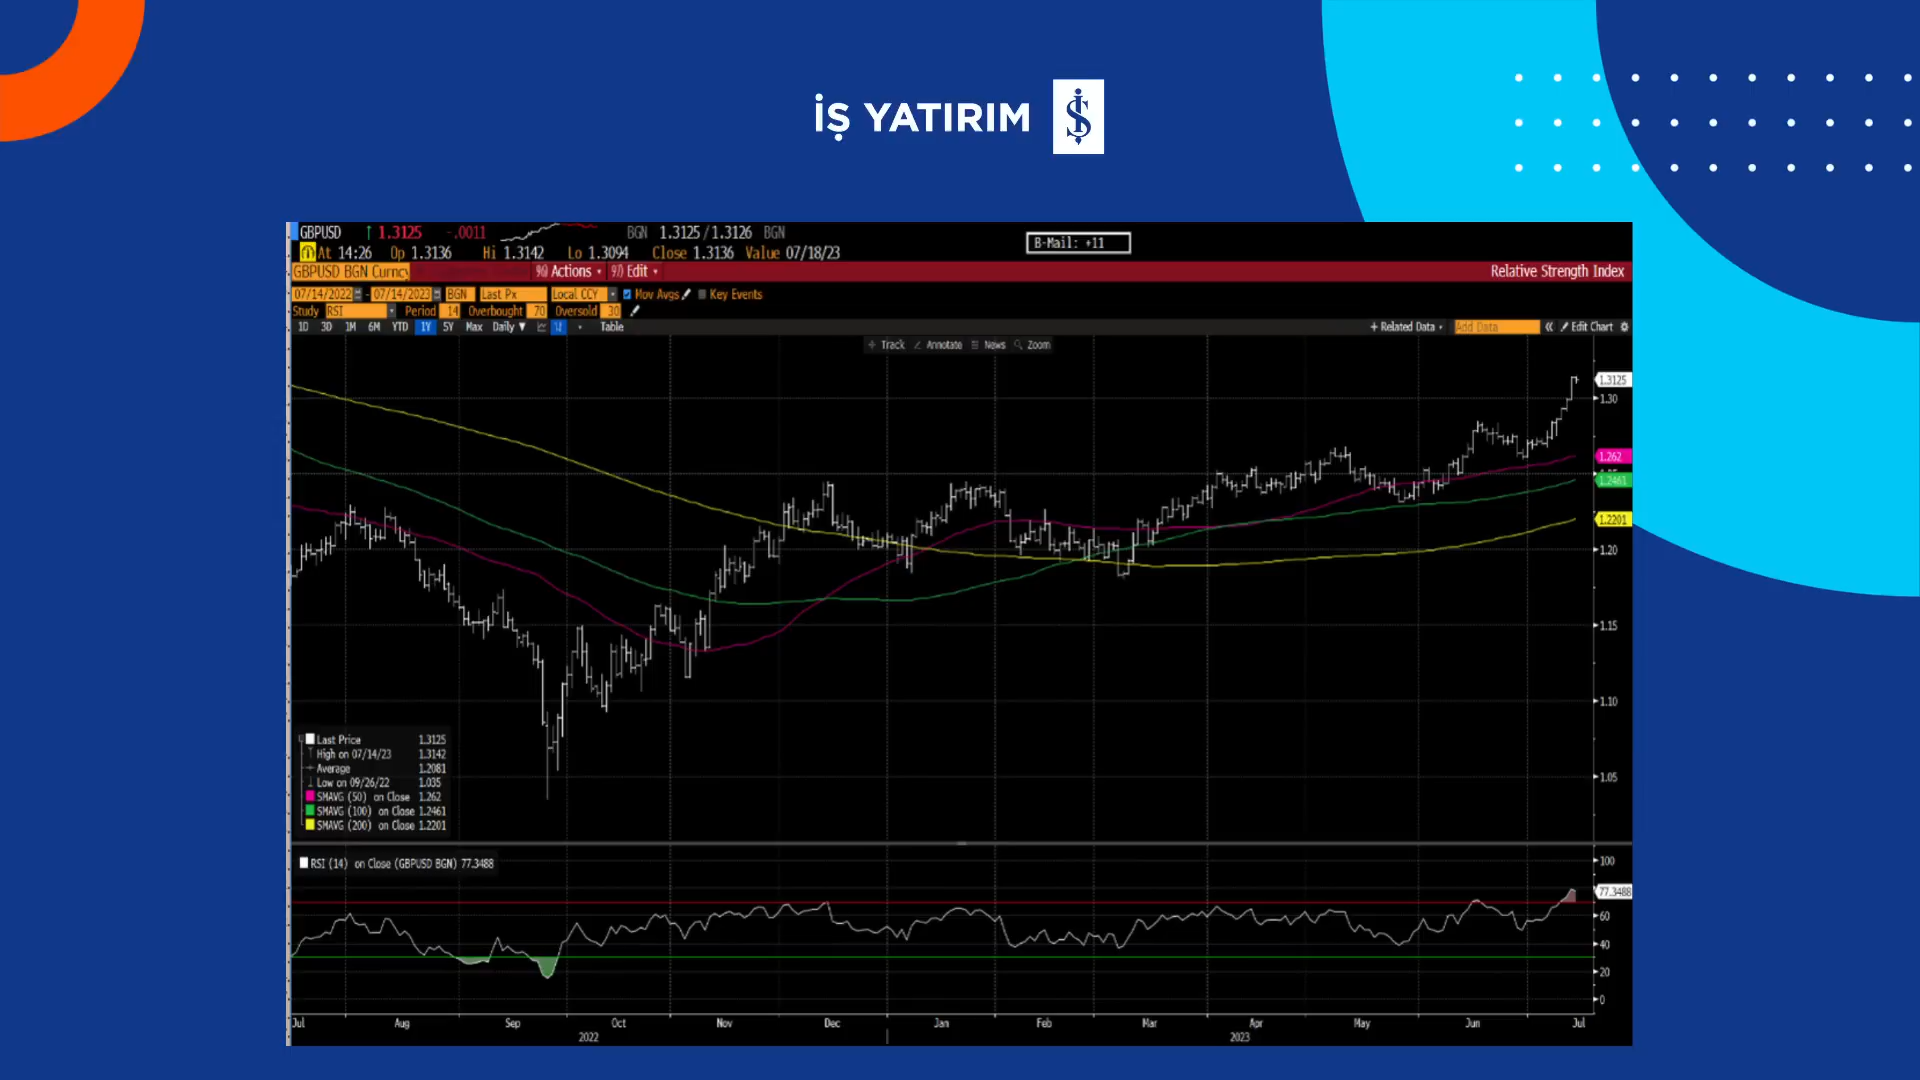 İŞ YATIRIM
GBPUSD ↑ 1.3125 -.0011 BGN 1.3125/1.3126 BGN
At 14:26 Op 1.3136 Hi 1.3142 Lo 1.3094 Close 1.3136 Value 07/18/23
B-Mail: +11
GBPUSD BGN Curncy 96) Actions 97) Edit Relative Strength Index
07/14/2022 - 07/14/2023 BGN Last Px Local CCY Mov Avgs Key Events
Study RSI Period 14 Overbought 70 Oversold 30
1D 3D 1M 6M YTD 1Y 5Y Max Daily ▼ Table + Related Data Add Data « Edit Chart
Track Annotate News Zoom
1.3125
1.30
1.262
1.2461
1.2201
1.20
1.15
1.10
1.05
Last Price 1.3125
High on 07/14/23 1.3142
Average 1.2081
Low on 09/26/22 1.035
SMAVG (50) on Close 1.262
SMAVG (100) on Close 1.2461
SMAVG (200) on Close 1.2201
RSI (14) on Close (GBPUSD BGN) 77.3488
100
77.3488
60
40
20
0
Jul Aug Sep Oct Nov Dec Jan Feb Mar Apr May Jun Jul
2022 2023